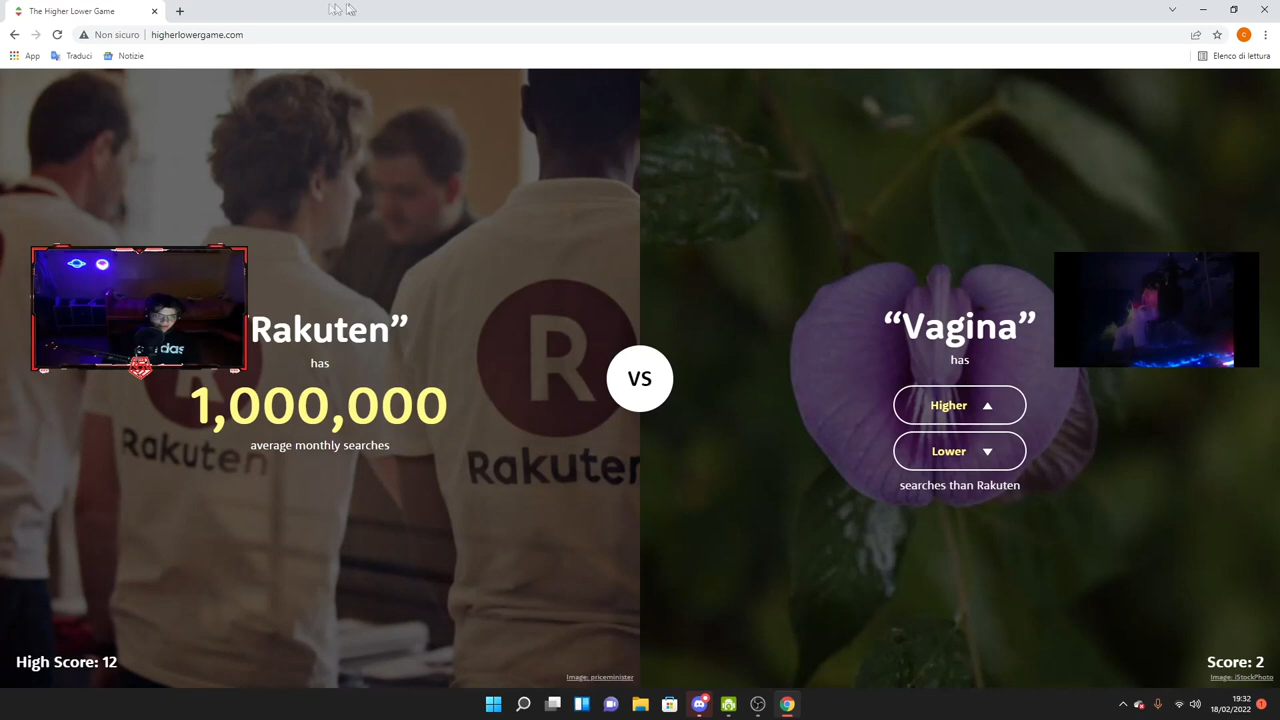 The Higher Lower Game
Non sicuro
higherlowergame.com
App
Traduci
Notizie
Elenco di lettura
Rakuten”
has
1,000,000
average monthly searches
VS
“Vagina”
has
Higher
Lower
searches than Rakuten
R
Rakuten
Rakuten
adidas
High Score: 12
Image: priceminister
Score: 2
Image: iStockPhoto
19:32
18/02/2022